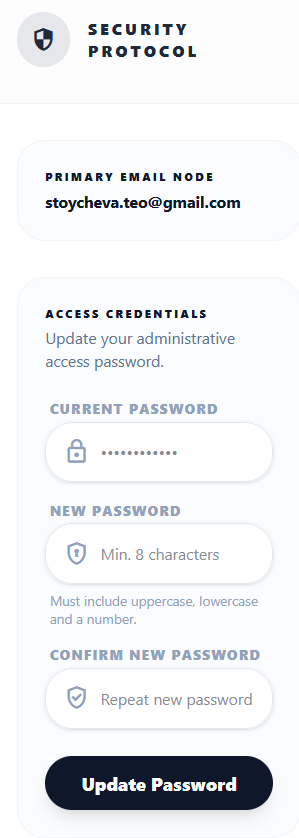 SECURITY
PROTOCOL
PRIMARY EMAIL NODE
stoycheva.teo@gmail.com
ACCESS CREDENTIALS
Update your administrative
access password.
CURRENT PASSWORD
••••••••••••
NEW PASSWORD
Min. 8 characters
Must include uppercase, lowercase
and a number.
CONFIRM NEW PASSWORD
Repeat new password
Update Password